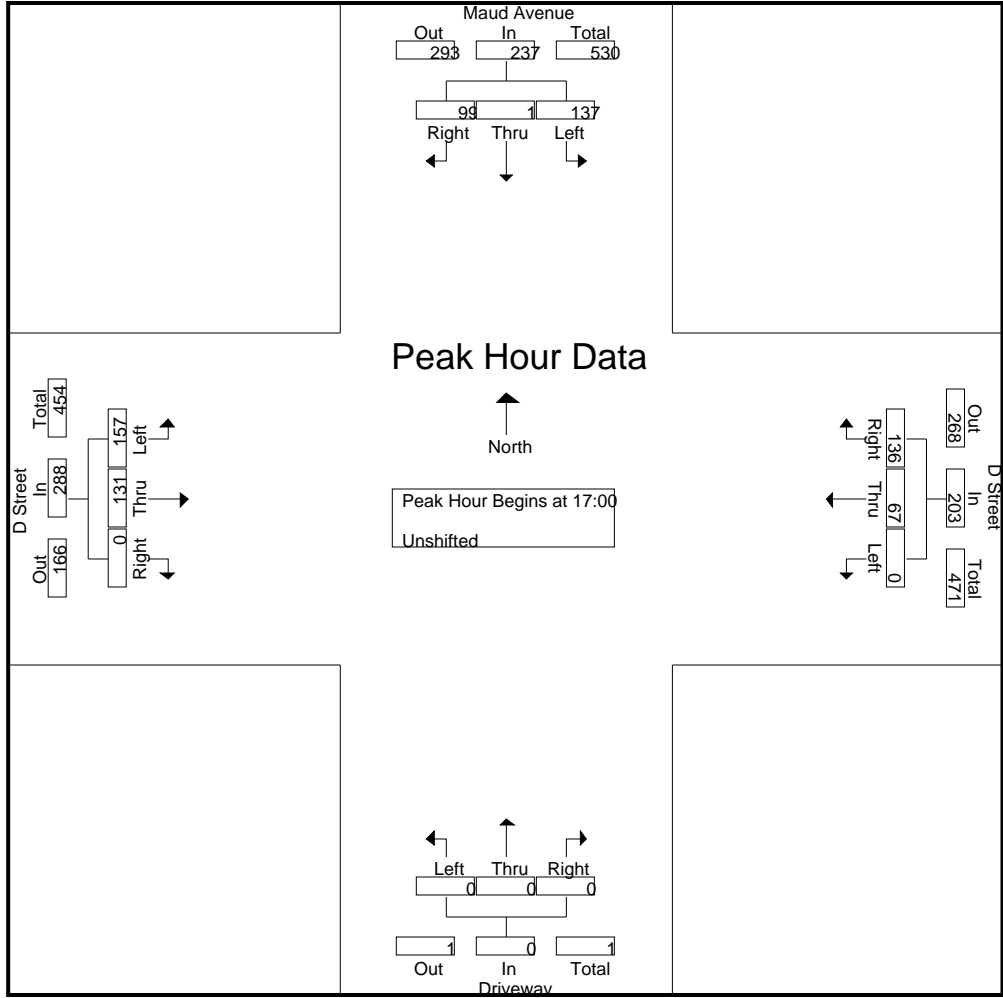 Maud Avenue
Out In Total
293 237 530
99 1 137
Right Thru Left
Peak Hour Data
North
Peak Hour Begins at 17:00
Unshifted
D Street
Total In Out
454 288 166
157 131 0
Left Thru Right
D Street
Out In Total
268 203 471
136 67 0
Right Thru Left
Left Thru Right
0 0 0
1 0 1
Out In Total
Driveway